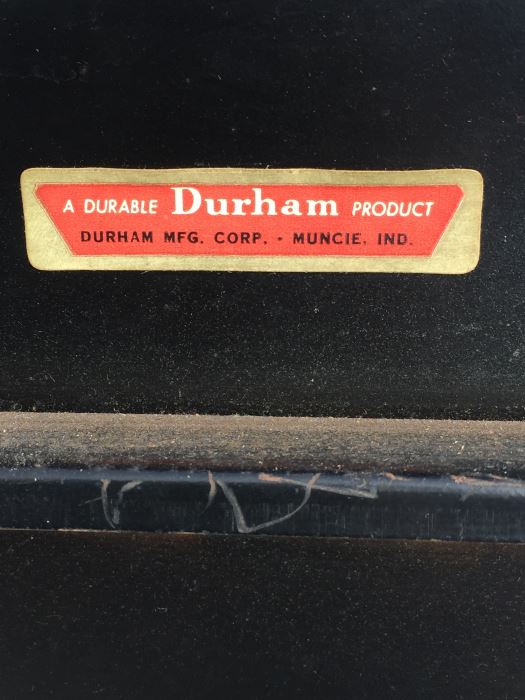 A DURABLE Durham PRODUCT
DURHAM MFG. CORP. - MUNCIE, IND.